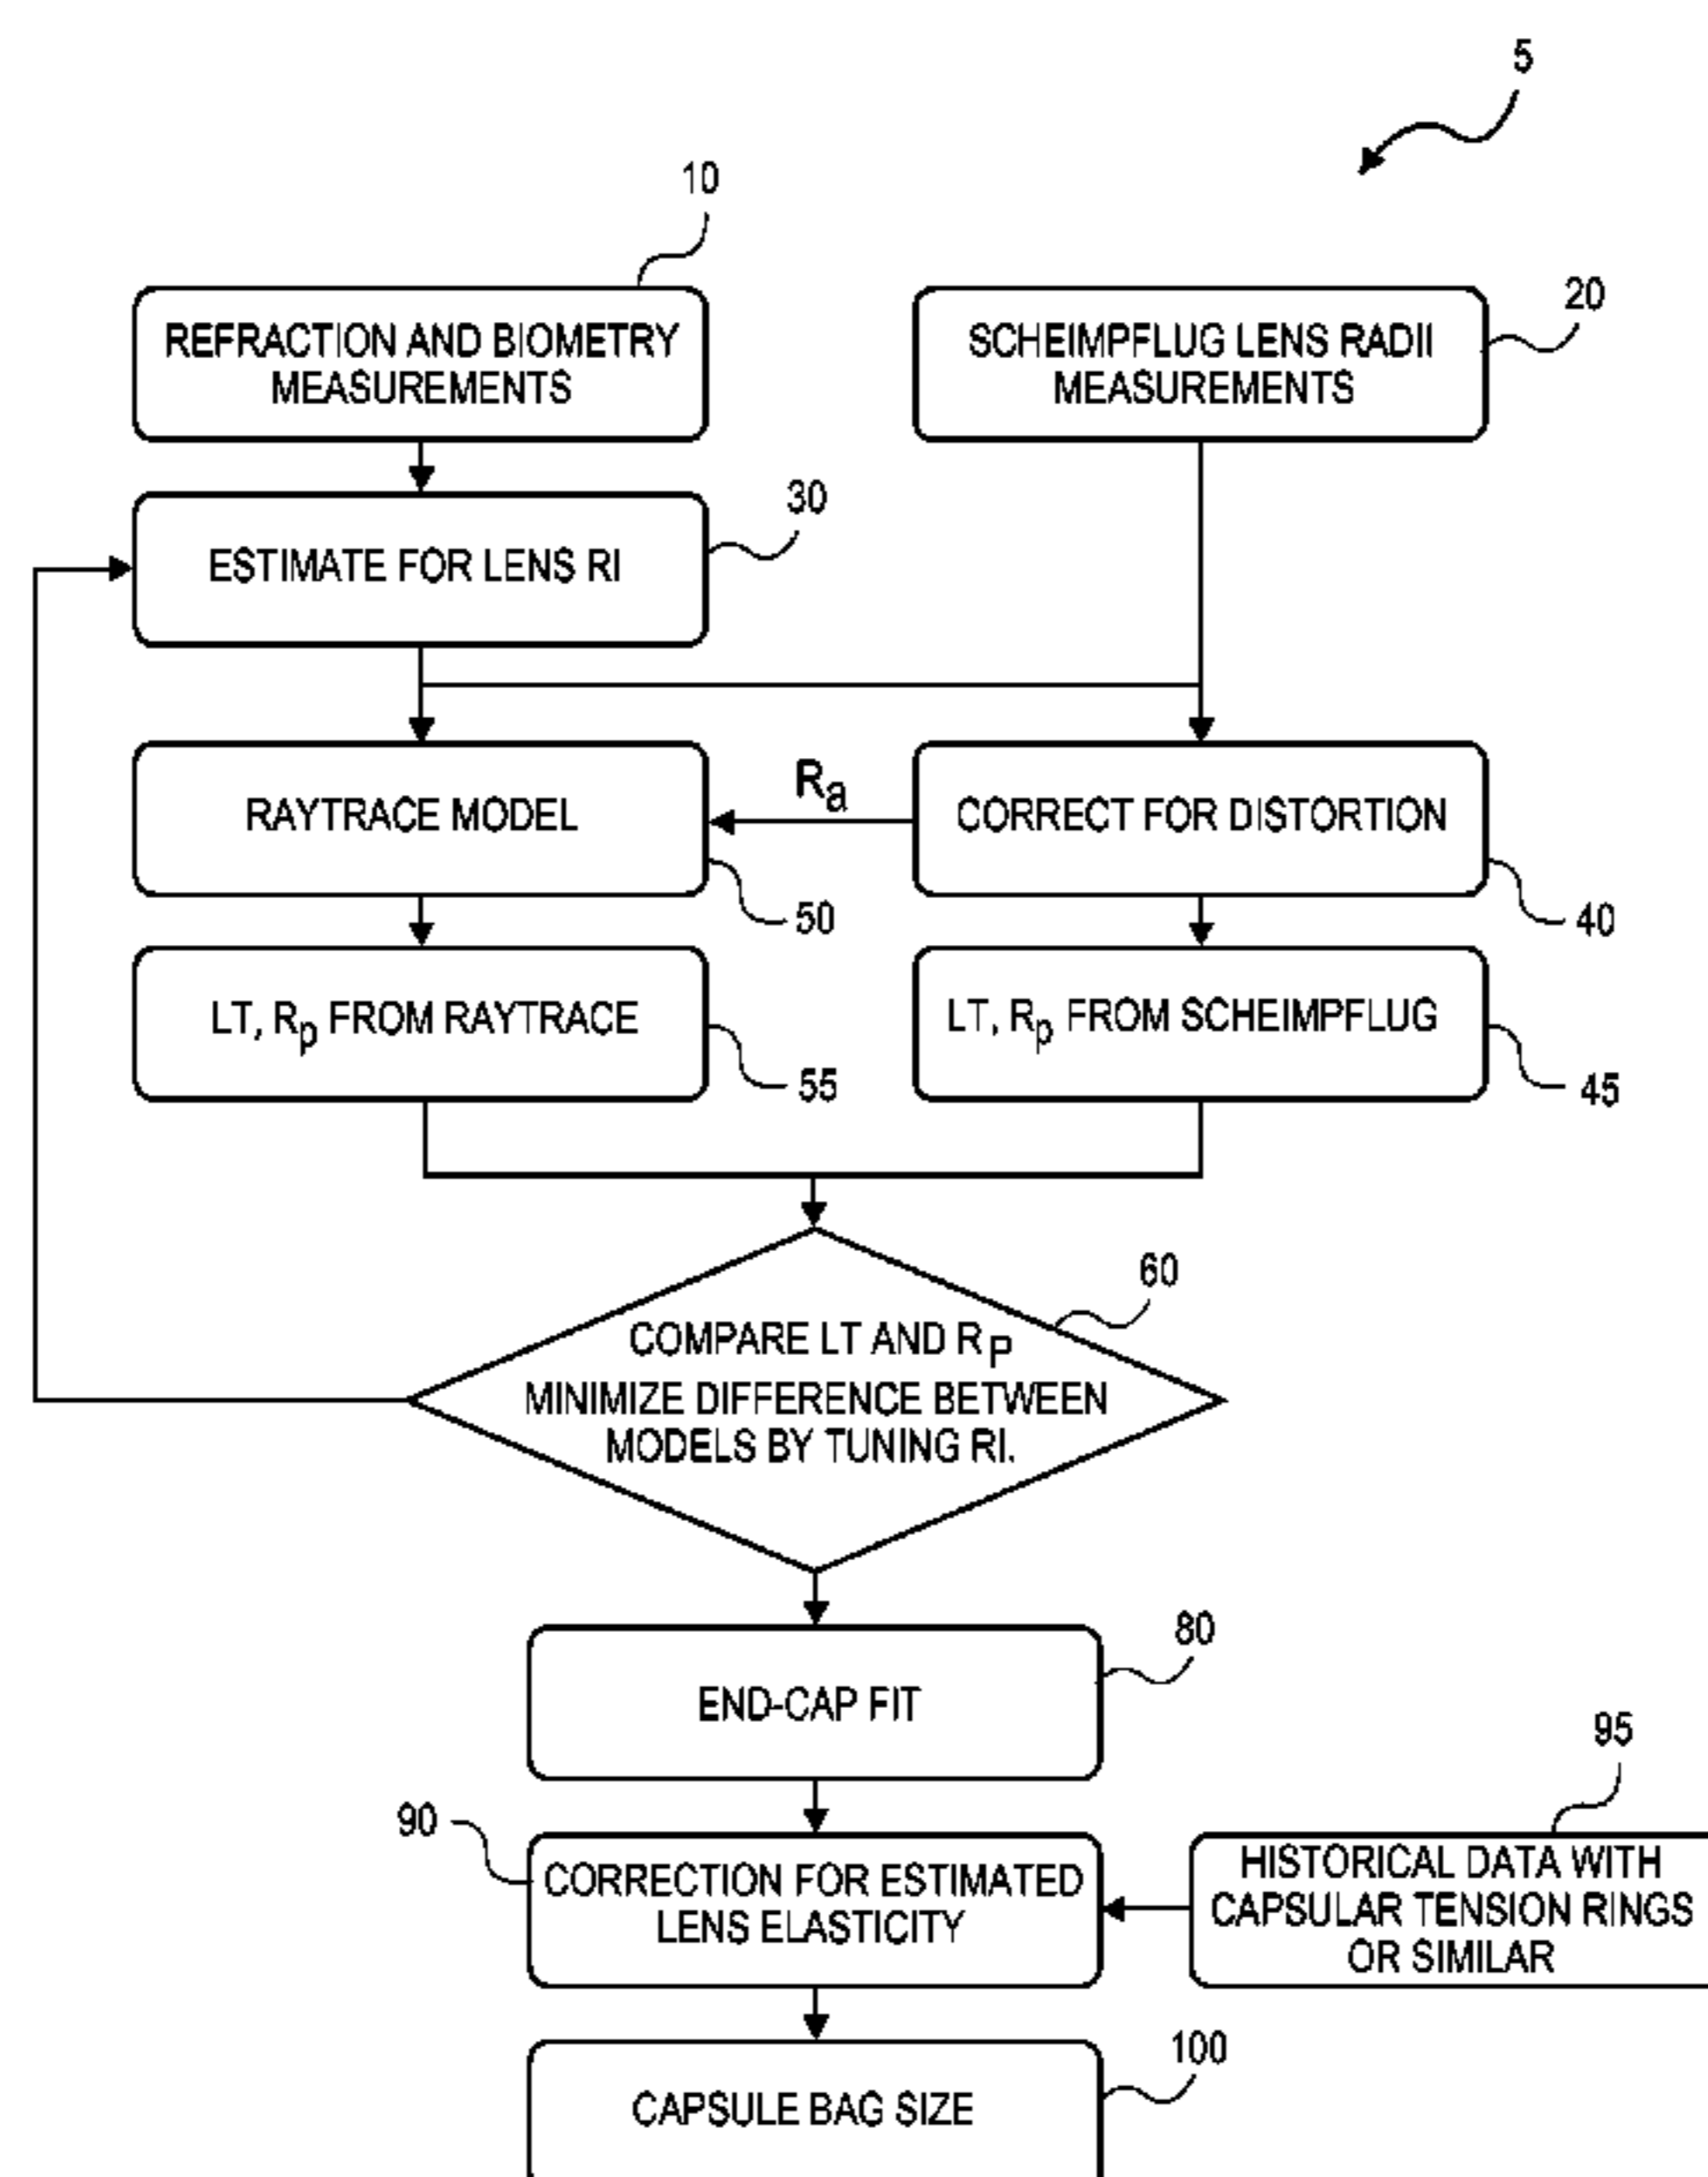 5
10
REFRACTION AND BIOMETRY
MEASUREMENTS
20
SCHEIMPFLUG LENS RADII
MEASUREMENTS
30
ESTIMATE FOR LENS RI
RAYTRACE MODEL
50
Ra
CORRECT FOR DISTORTION
40
LT, Rp FROM RAYTRACE
55
LT, Rp FROM SCHEIMPFLUG
45
60
COMPARE LT AND RP
MINIMIZE DIFFERENCE BETWEEN
MODELS BY TUNING RI.
80
END-CAP FIT
90
CORRECTION FOR ESTIMATED
LENS ELASTICITY
95
HISTORICAL DATA WITH
CAPSULAR TENSION RINGS
OR SIMILAR
100
CAPSULE BAG SIZE